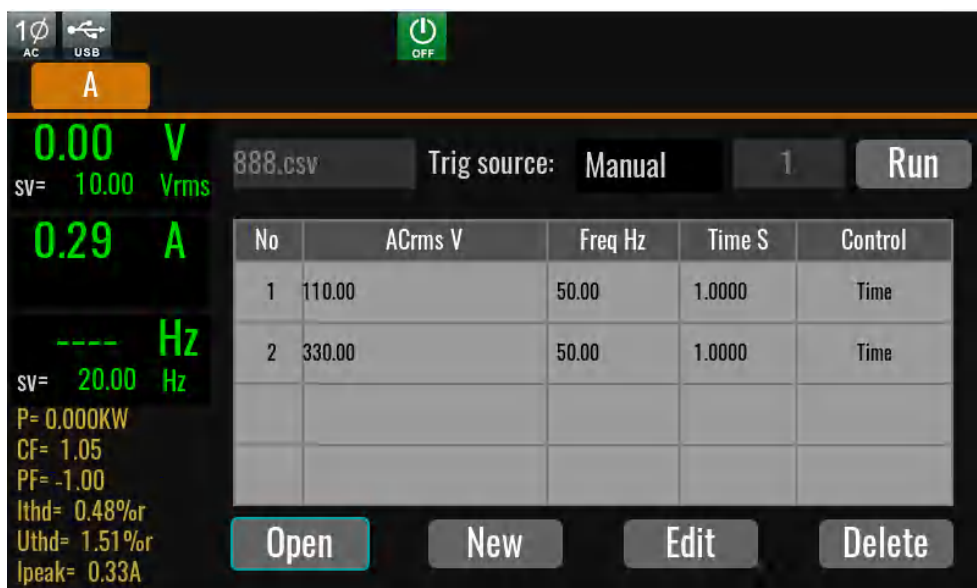 1Ø
AC
USB
OFF
A
0.00 V
sv= 10.00 Vrms
0.29 A
---- Hz
sv= 20.00 Hz
P= 0.000KW
CF= 1.05
PF= -1.00
Ithd= 0.48%r
Uthd= 1.51%r
Ipeak= 0.33A
888.csv Trig source: Manual 1 Run
No ACrms V Freq Hz Time S Control
1 110.00 50.00 1.0000 Time
2 330.00 50.00 1.0000 Time
Open New Edit Delete